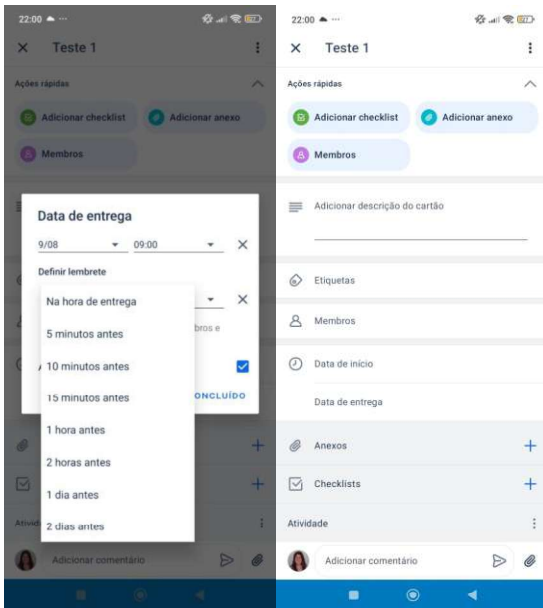 22:00
Teste 1
Ações rápidas
Adicionar checklist
Adicionar anexo
Membros
Data de entrega
9/08
09:00
Definir lembrete
Na hora de entrega
5 minutos antes
bros e
10 minutos antes
15 minutos antes
ONCLUÍDO
1 hora antes
2 horas antes
1 dia antes
2 dias antes
Ativid
Adicionar comentário
22:00
Teste 1
Ações rápidas
Adicionar checklist
Adicionar anexo
Membros
Adicionar descrição do cartão
Etiquetas
Membros
Data de início
Data de entrega
Anexos
Checklists
Atividade
Adicionar comentário